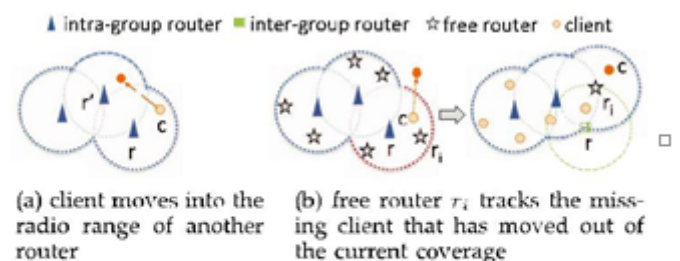 intra-group router inter-group router free router client
r' c r
c r rᵢ
c rᵢ r
(a) client moves into the
radio range of another
router
(b) free router rᵢ tracks the miss-
ing client that has moved out of
the current coverage